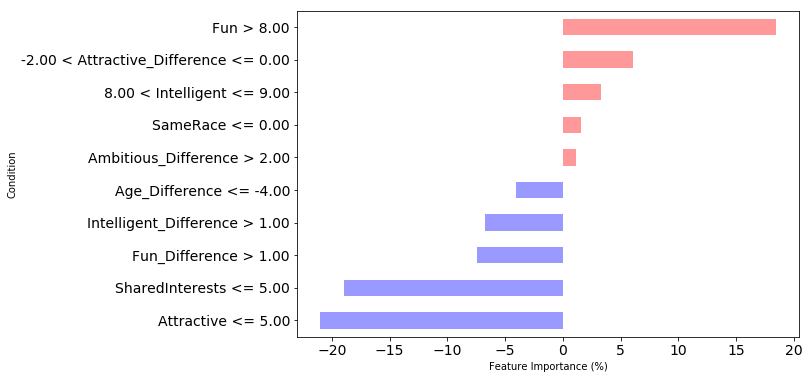 Fun > 8.00
-2.00 < Attractive_Difference <= 0.00
8.00 < Intelligent <= 9.00
SameRace <= 0.00
Ambitious_Difference > 2.00
Age_Difference <= -4.00
Intelligent_Difference > 1.00
Fun_Difference > 1.00
SharedInterests <= 5.00
Attractive <= 5.00
Condition
−20 −15 −10 −5 0 5 10 15 20
Feature Importance (%)